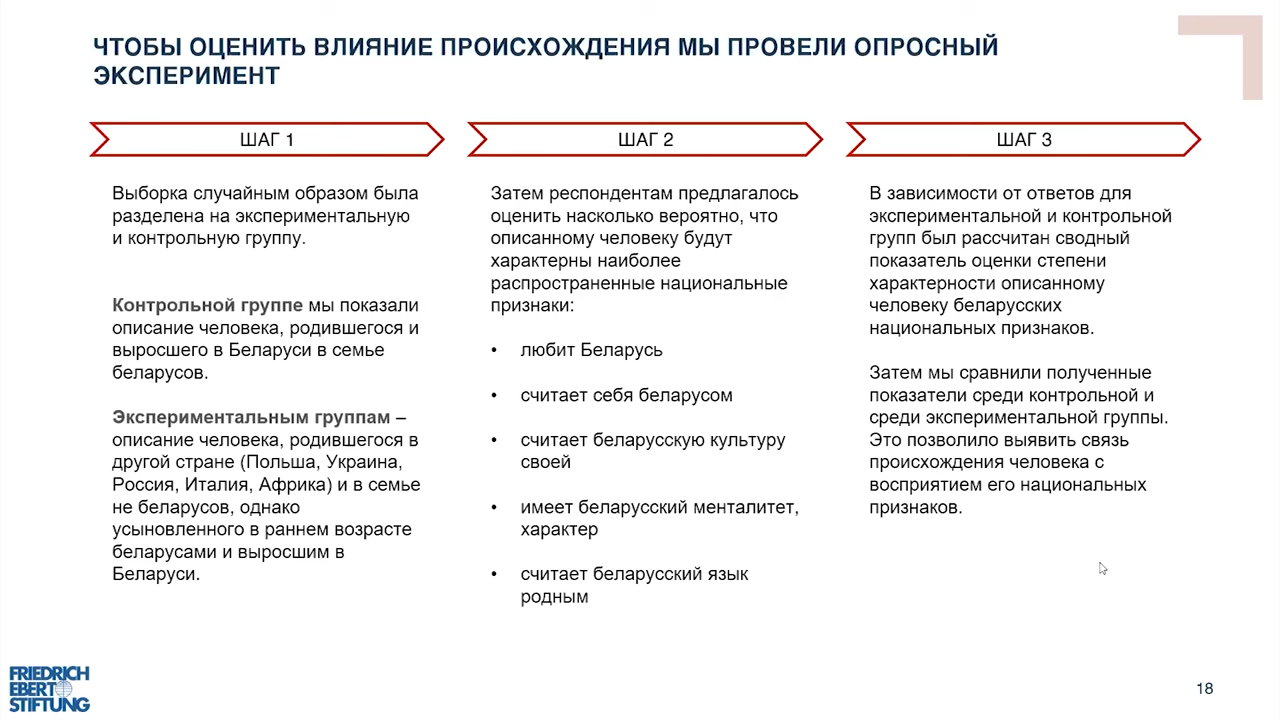 ЧТОБЫ ОЦЕНИТЬ ВЛИЯНИЕ ПРОИСХОЖДЕНИЯ МЫ ПРОВЕЛИ ОПРОСНЫЙ
ЭКСПЕРИМЕНТ
ШАГ 1
Выборка случайным образом была
разделена на экспериментальную
и контрольную группу.
Контрольной группе мы показали
описание человека, родившегося и
выросшего в Беларуси в семье
беларусов.
Экспериментальным группам –
описание человека, родившегося в
другой стране (Польша, Украина,
Россия, Италия, Африка) и в семье
не беларусов, однако
усыновленного в раннем возрасте
беларусами и выросшим в
Беларуси.
ШАГ 2
Затем респондентам предлагалось
оценить насколько вероятно, что
описанному человеку будут
характерны наиболее
распространенные национальные
признаки:
• любит Беларусь
• считает себя беларусом
• считает беларусскую культуру
своей
• имеет беларусский менталитет,
характер
• считает беларусский язык
родным
ШАГ 3
В зависимости от ответов для
экспериментальной и контрольной
групп был рассчитан сводный
показатель оценки степени
характерности описанному
человеку беларусских
национальных признаков.
Затем мы сравнили полученные
показатели среди контрольной и
среди экспериментальной группы.
Это позволило выявить связь
происхождения человека с
восприятием его национальных
признаков.
FRIEDRICH
EBERT
STIFTUNG
18